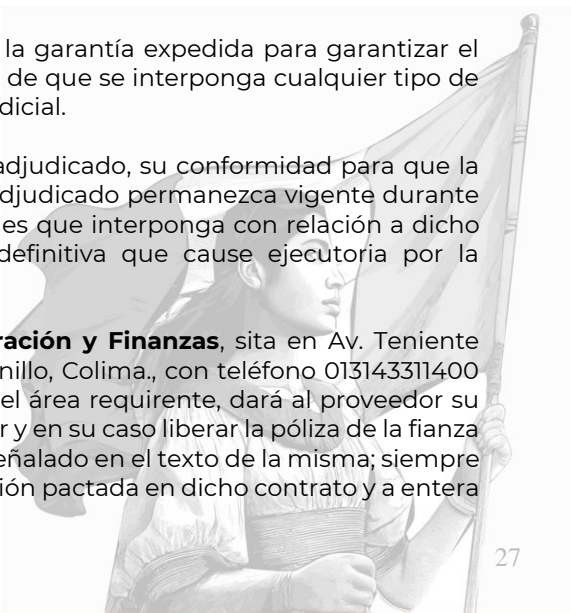 la garantía expedida para garantizar el
de que se interponga cualquier tipo de
dicial.
adjudicado, su conformidad para que la
djudicado permanezca vigente durante
es que interponga con relación a dicho
definitiva que cause ejecutoria por la
ración y Finanzas, sita en Av. Teniente
nillo, Colima., con teléfono 013143311400
el área requirente, dará al proveedor su
r y en su caso liberar la póliza de la fianza
eñalado en el texto de la misma; siempre
ión pactada en dicho contrato y a entera
27